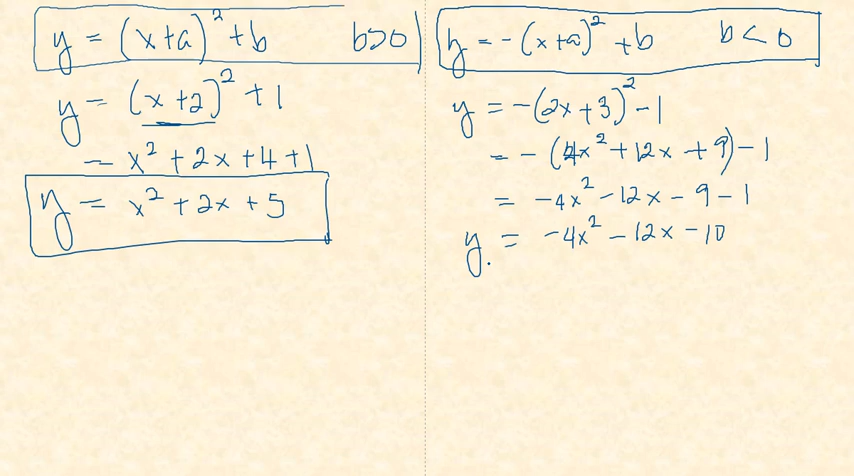 y = (x+a)² + b b>0
y = (x+2)² + 1
= x² + 2x + 4 + 1
y = x² + 2x + 5
y = -(x+a)² + b b < 0
y = -(2x+3)² - 1
= -(4x² + 12x + 9) - 1
= -4x² - 12x - 9 - 1
y. = -4x² - 12x - 10